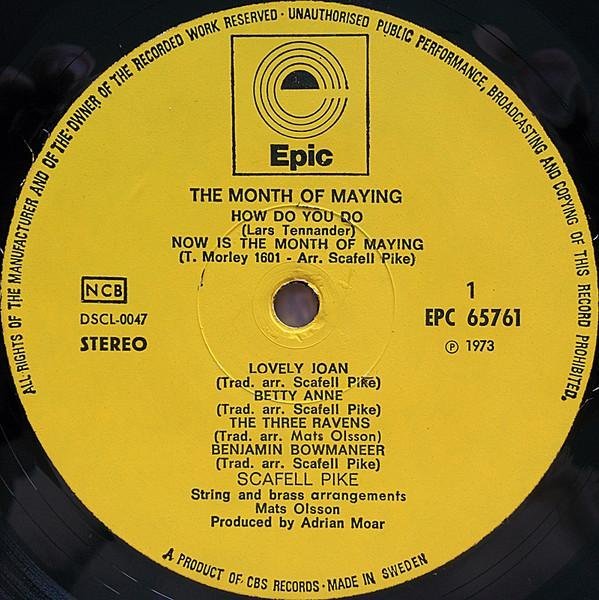 ALL RIGHTS OF THE MANUFACTURER AND OF THE OWNER OF THE RECORDED WORK RESERVED · UNAUTHORISED PUBLIC PERFORMANCE, BROADCASTING AND COPYING OF THIS RECORD PROHIBITED.
Epic
THE MONTH OF MAYING
HOW DO YOU DO
(Lars Tennander)
NOW IS THE MONTH OF MAYING
(T. Morley 1601 - Arr. Scafell Pike)
NCB
DSCL-0047
STEREO
1
EPC 65761
℗ 1973
LOVELY JOAN
(Trad. arr. Scafell Pike)
BETTY ANNE
(Trad. arr. Scafell Pike)
THE THREE RAVENS
(Trad. arr. Mats Olsson)
BENJAMIN BOWMANEER
(Trad. arr. Scafell Pike)
SCAFELL PIKE
String and brass arrangements
Mats Olsson
Produced by Adrian Moar
A PRODUCT OF CBS RECORDS · MADE IN SWEDEN